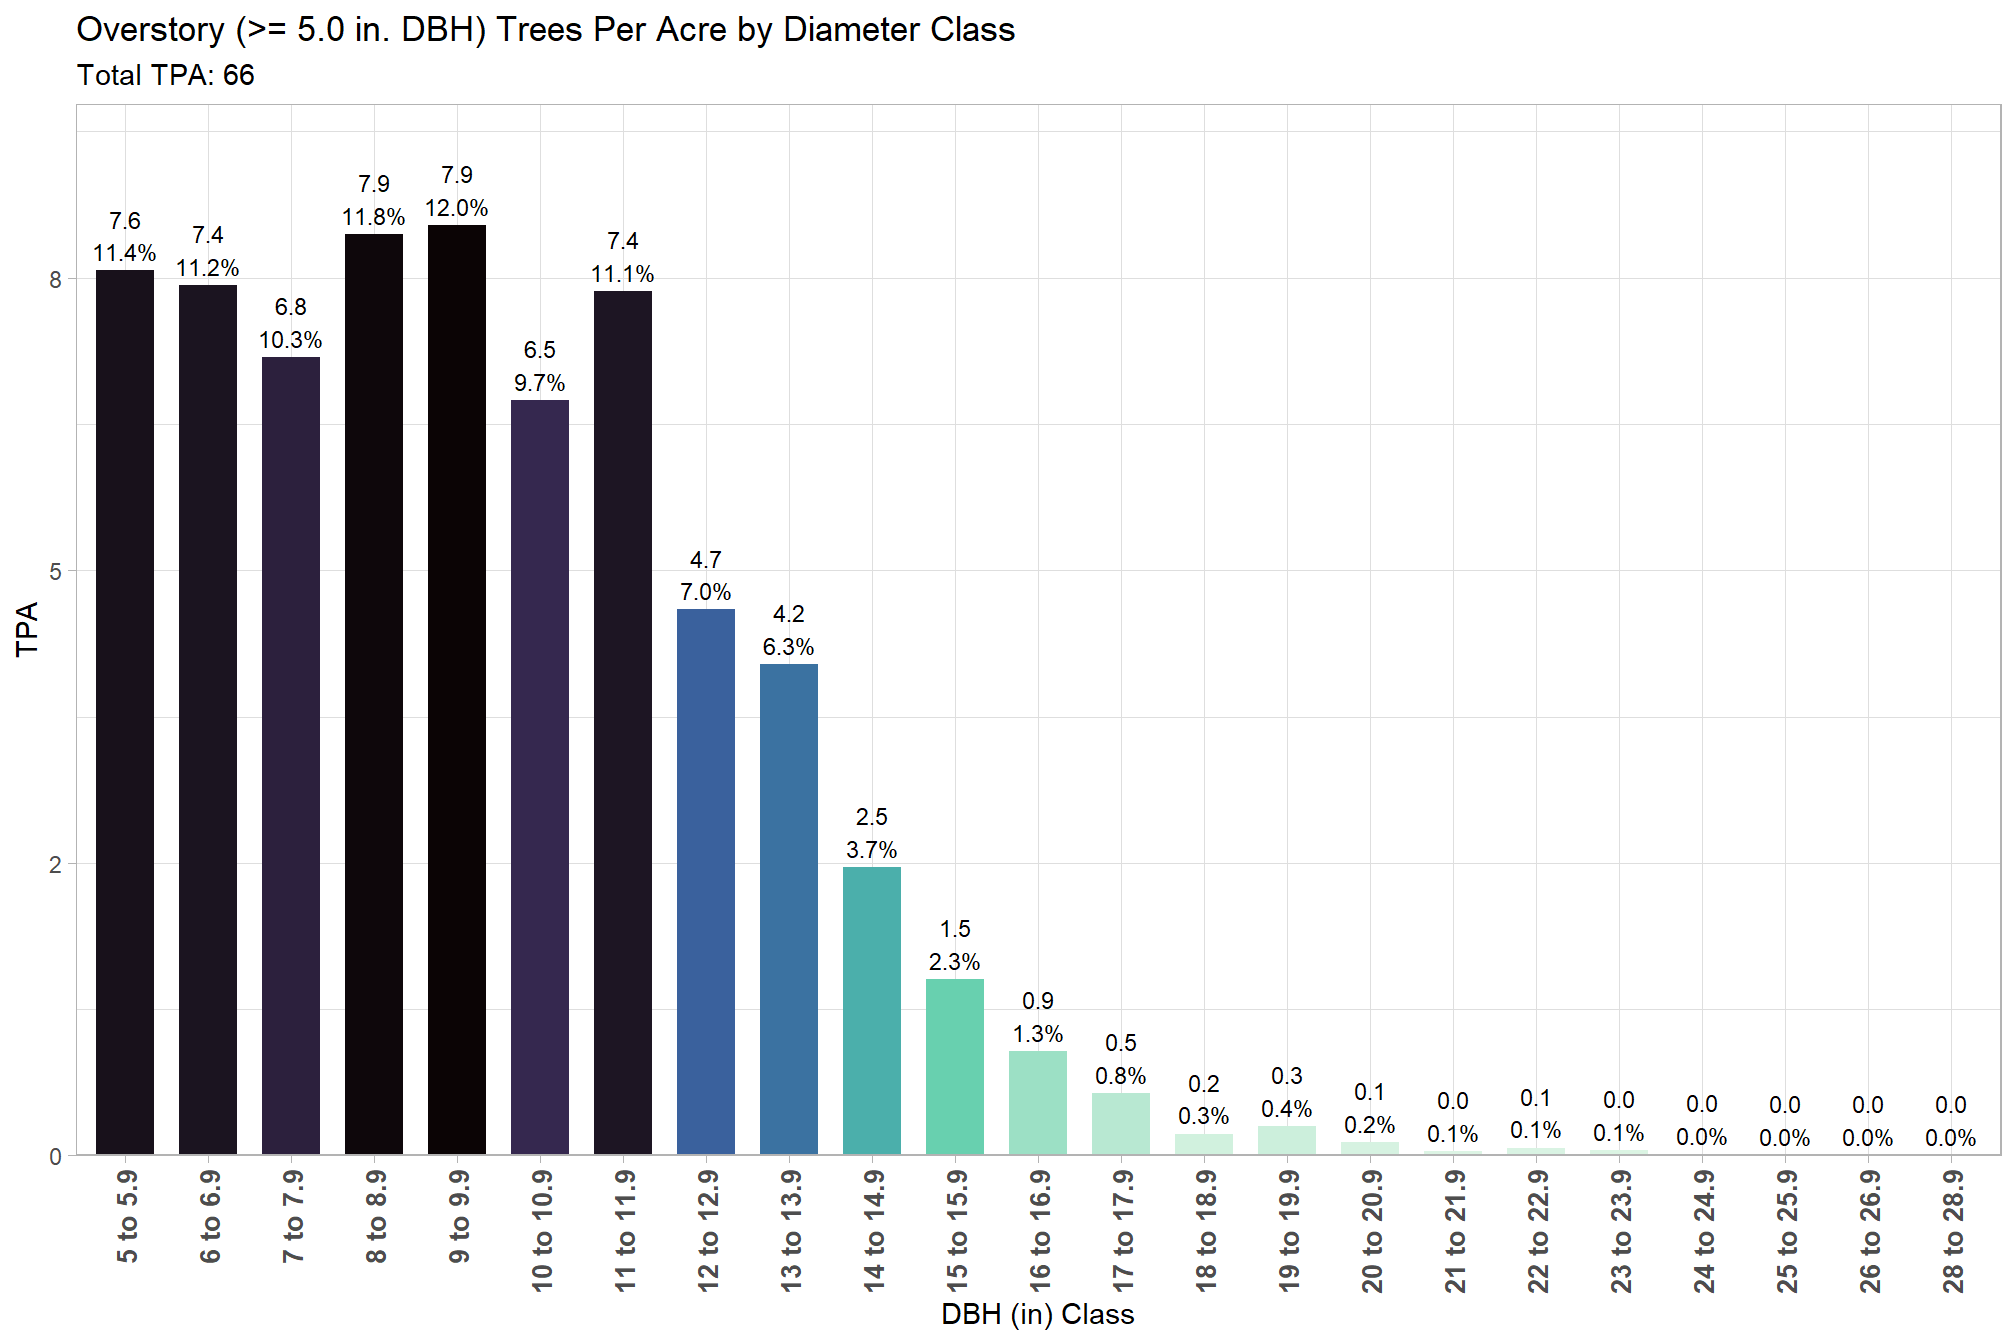 Overstory (>= 5.0 in. DBH) Trees Per Acre by Diameter Class
Total TPA: 66
TPA
8
5
2
0
7.6
11.4%
7.4
11.2%
6.8
10.3%
7.9
11.8%
7.9
12.0%
6.5
9.7%
7.4
11.1%
4.7
7.0%
4.2
6.3%
2.5
3.7%
1.5
2.3%
0.9
1.3%
0.5
0.8%
0.2
0.3%
0.3
0.4%
0.1
0.2%
0.0
0.1%
0.1
0.1%
0.0
0.1%
0.0
0.0%
0.0
0.0%
0.0
0.0%
0.0
0.0%
5 to 5.9
6 to 6.9
7 to 7.9
8 to 8.9
9 to 9.9
10 to 10.9
11 to 11.9
12 to 12.9
13 to 13.9
14 to 14.9
15 to 15.9
16 to 16.9
17 to 17.9
18 to 18.9
19 to 19.9
20 to 20.9
21 to 21.9
22 to 22.9
23 to 23.9
24 to 24.9
25 to 25.9
26 to 26.9
28 to 28.9
DBH (in) Class